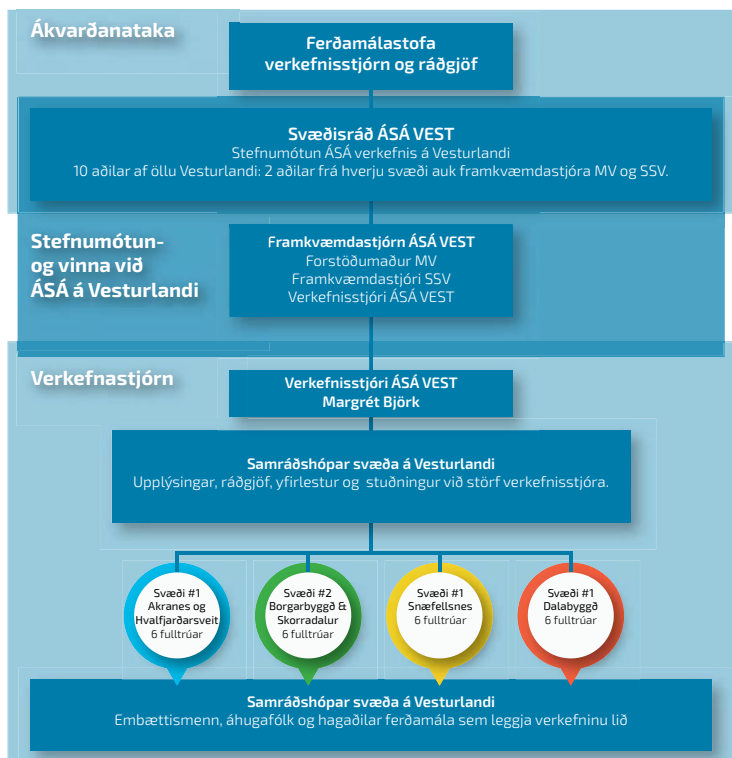 Ákvarðanataka
Ferðamálastofa
verkefnisstjórn og ráðgjöf
Svæðisráð ÁSÁ VEST
Stefnumótun ÁSÁ verkefnis á Vesturlandi
10 aðilar af öllu Vesturlandi: 2 aðilar frá hverju svæði auk framkvæmdastjóra MV og SSV.
Stefnumótun-
og vinna við
ÁSÁ á Vesturlandi
Framkvæmdastjórn ÁSÁ VEST
Forstöðumaður MV
Framkvæmdastjóri SSV
Verkefnisstjóri ÁSÁ VEST
Verkefnastjórn
Verkefnisstjóri ÁSÁ VEST
Margrét Björk
Samráðshópar svæða á Vesturlandi
Upplýsingar, ráðgjöf, yfirlestur og stuðningur við störf verkefnisstjóra.
Svæði #1
Akranes og
Hvalfjarðarsveit
6 fulltrúar
Svæði #2
Borgarbyggð &
Skorradalur
6 fulltrúar
Svæði #1
Snæfellsnes
6 fulltrúar
Svæði #1
Dalabyggð
6 fulltrúar
Samráðshópar svæða á Vesturlandi
Embættismenn, áhugafólk og hagaðilar ferðamála sem leggja verkefninu lið